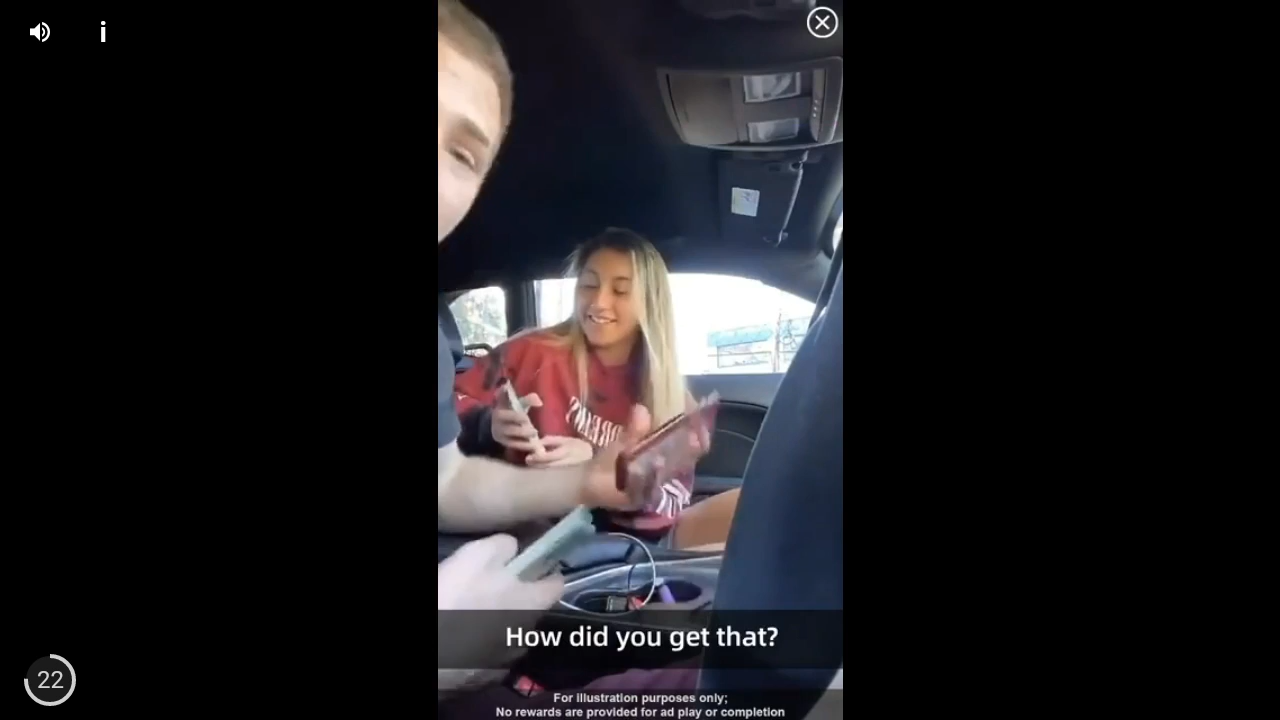 How did you get that?
22
For illustration purposes only;
No rewards are provided for ad play or completion